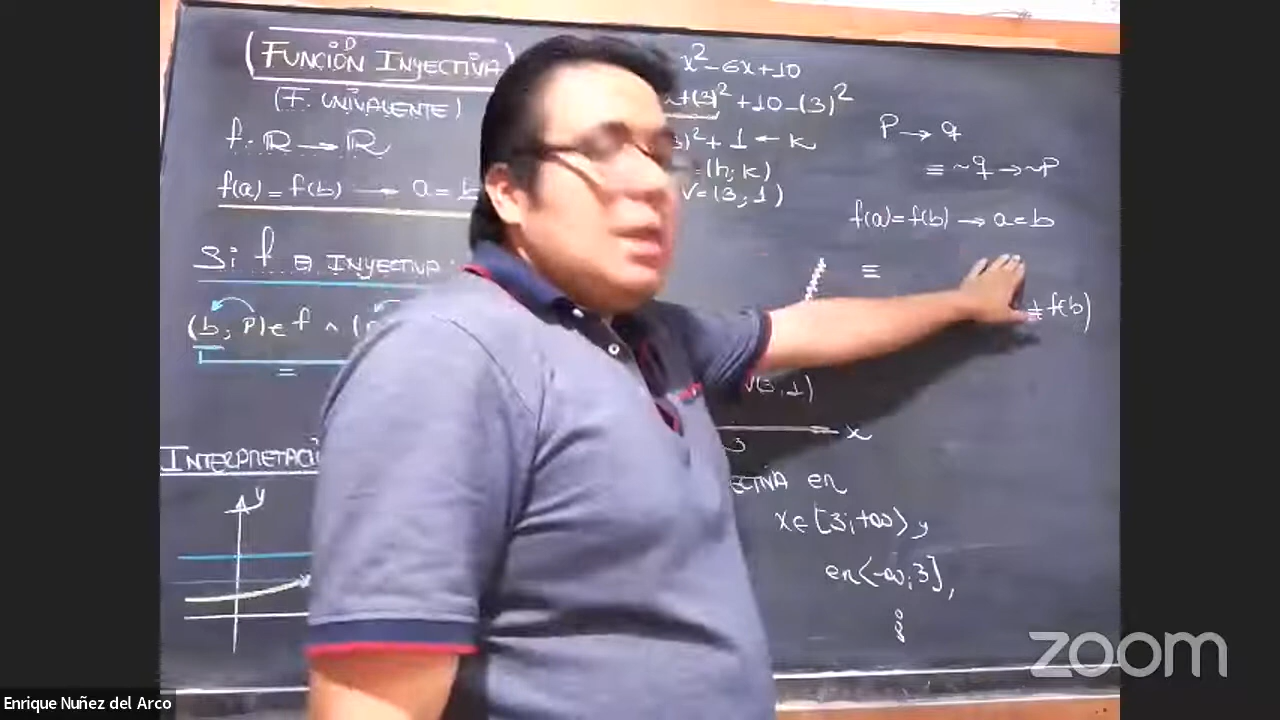 (FUNCIÓN INYECTIVA)
(F. UNIVALENTE)
f: ℝ → ℝ
f(a) = f(b) → a = b
Si f es INYECTIVA:
(b; p) ∈ f ∧
INTERPRETACI
y
x²-6x+10
+(3)²+10-(3)²
)²+1 ← k
=(h; k)
V=(3; 1)
V(3, 1)
x
3
ECTIVA en
x∈[3;+∞) y
en<-∞;3],
P → q
≡ ~q → ~P
f(a)=f(b) → a=b
≡
≠ f(b)
zoom
Enrique Nuñez del Arco